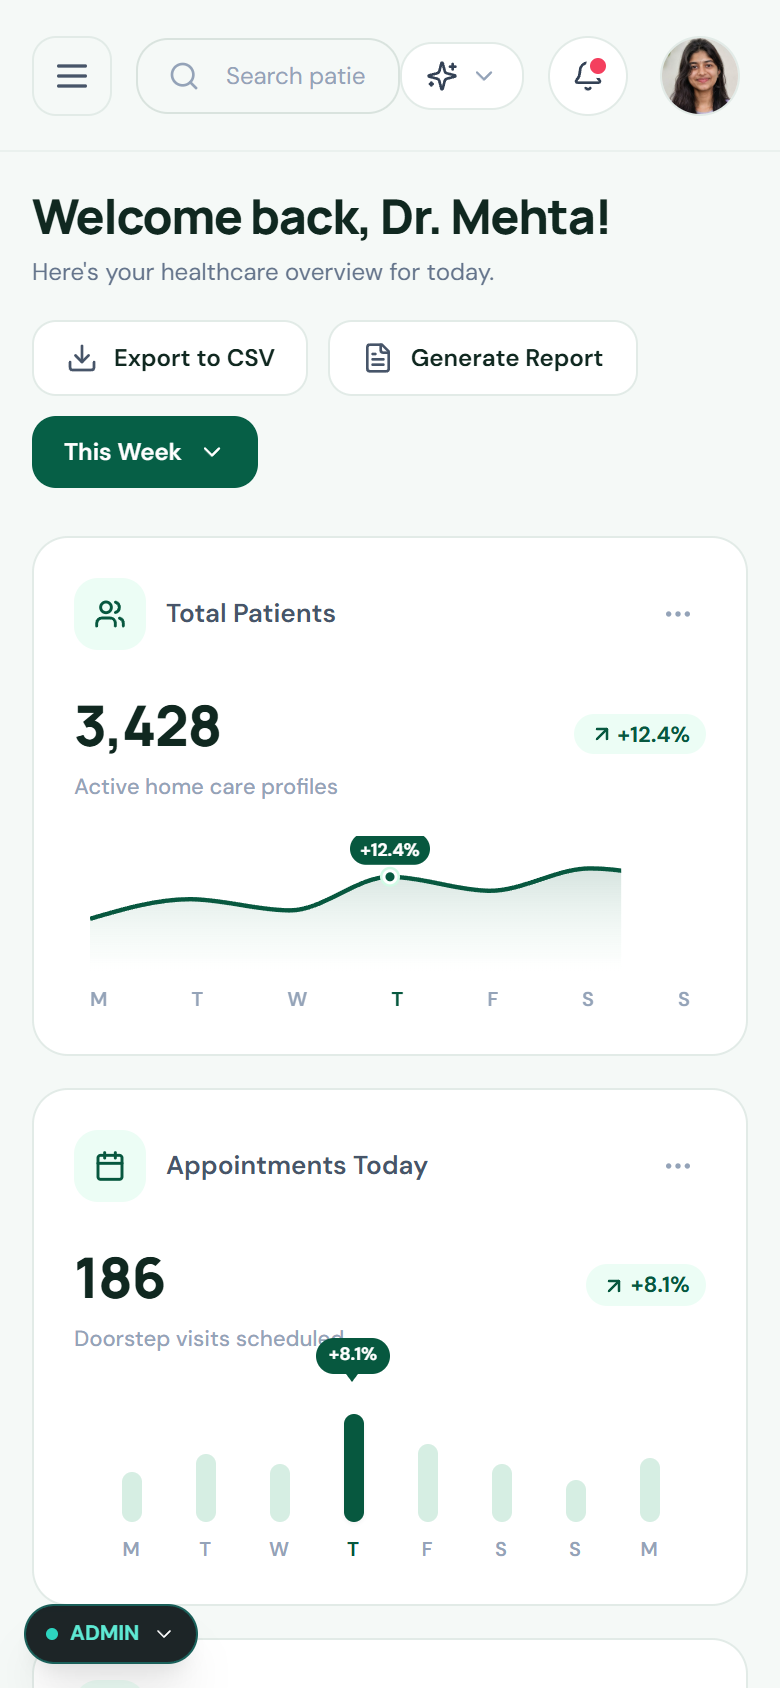 Search patie
Welcome back, Dr. Mehta!
Here's your healthcare overview for today.
Export to CSV
Generate Report
This Week
Total Patients
3,428
+12.4%
Active home care profiles
+12.4%
M T W T F S S
Appointments Today
186
+8.1%
Doorstep visits scheduled
+8.1%
M T W T F S S M
ADMIN